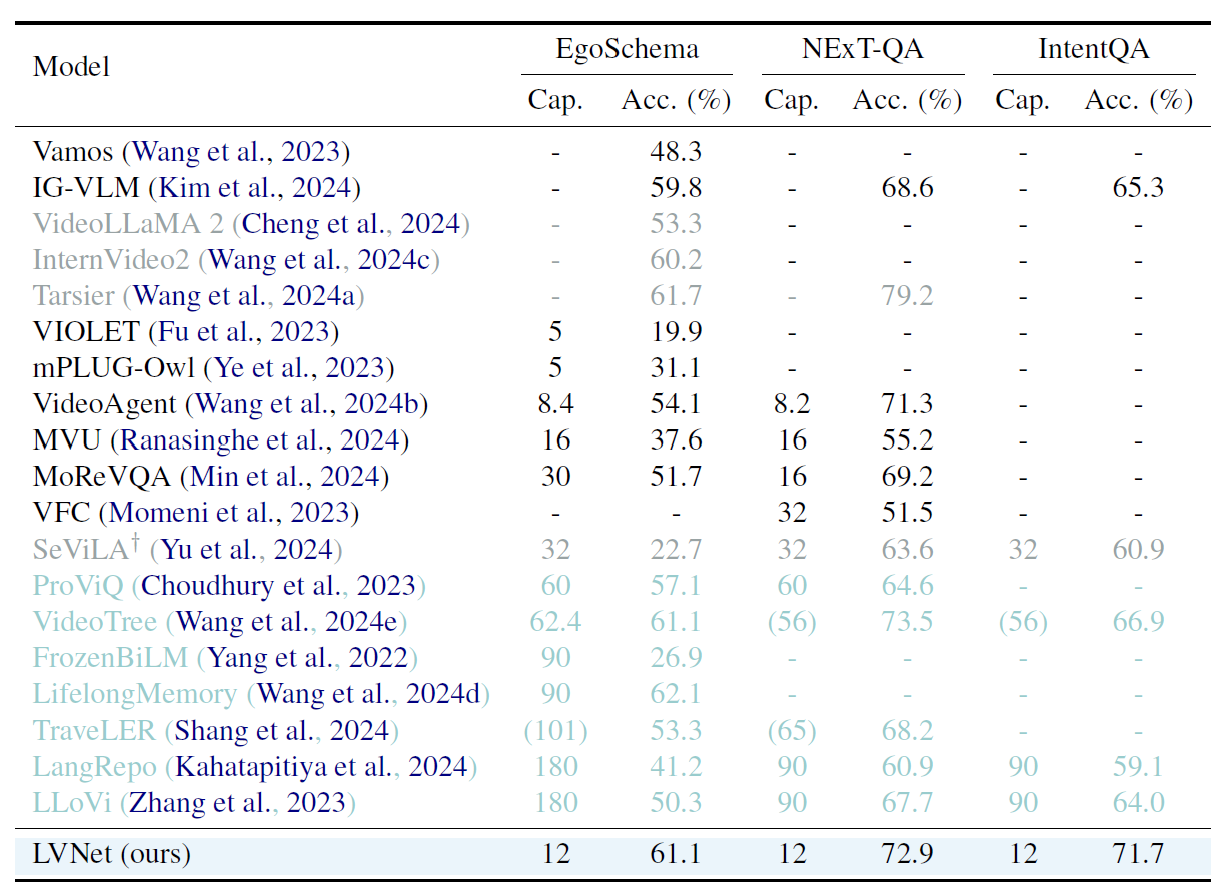 Model EgoSchema NExT-QA IntentQA
Cap. Acc. (%) Cap. Acc. (%) Cap. Acc. (%)
Vamos (Wang et al., 2023) - 48.3 - - - -
IG-VLM (Kim et al., 2024) - 59.8 - 68.6 - 65.3
VideoLLaMA 2 (Cheng et al., 2024) - 53.3 - - - -
InternVideo2 (Wang et al., 2024c) - 60.2 - - - -
Tarsier (Wang et al., 2024a) - 61.7 - 79.2 - -
VIOLET (Fu et al., 2023) 5 19.9 - - - -
mPLUG-Owl (Ye et al., 2023) 5 31.1 - - - -
VideoAgent (Wang et al., 2024b) 8.4 54.1 8.2 71.3 - -
MVU (Ranasinghe et al., 2024) 16 37.6 16 55.2 - -
MoReVQA (Min et al., 2024) 30 51.7 16 69.2 - -
VFC (Momeni et al., 2023) - - 32 51.5 - -
SeViLA† (Yu et al., 2024) 32 22.7 32 63.6 32 60.9
ProViQ (Choudhury et al., 2023) 60 57.1 60 64.6 - -
VideoTree (Wang et al., 2024e) 62.4 61.1 (56) 73.5 (56) 66.9
FrozenBiLM (Yang et al., 2022) 90 26.9 - - - -
LifelongMemory (Wang et al., 2024d) 90 62.1 - - - -
TraveLER (Shang et al., 2024) (101) 53.3 (65) 68.2 - -
LangRepo (Kahatapitiya et al., 2024) 180 41.2 90 60.9 90 59.1
LLoVi (Zhang et al., 2023) 180 50.3 90 67.7 90 64.0
LVNet (ours) 12 61.1 12 72.9 12 71.7